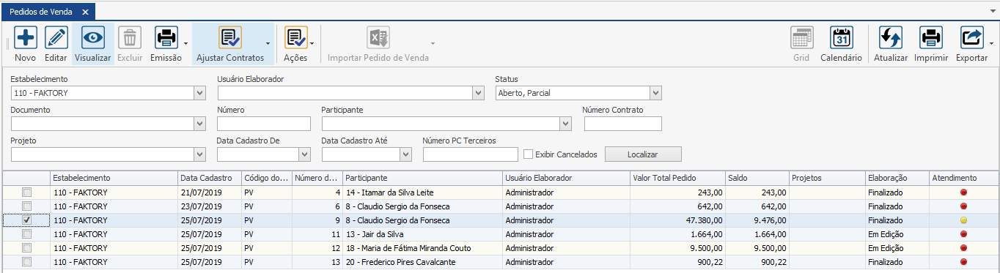 Pedidos de Venda
Novo Editar Visualizar Excluir Emissão Ajustar Contratos Ações Importar Pedido de Venda Grid 31 Calendário Atualizar Imprimir Exportar
Estabelecimento Usuário Elaborador Status
110 - FAKTORY Aberto, Parcial
Documento Número Participante Número Contrato
Projeto Data Cadastro De Data Cadastro Até Número PC Terceiros
Exibir Cancelados Localizar
Estabelecimento Data Cadastro Código do... Número d... Participante Usuário Elaborador Valor Total Pedido Saldo Projetos Elaboração Atendimento
110 - FAKTORY 21/07/2019 PV 4 14 - Itamar da Silva Leite Administrador 243,00 243,00 Finalizado
110 - FAKTORY 23/07/2019 PV 6 8 - Claudio Sergio da Fonseca Administrador 642,00 642,00 Finalizado
110 - FAKTORY 25/07/2019 PV 9 8 - Claudio Sergio da Fonseca Administrador 47.380,00 9.476,00 Finalizado
110 - FAKTORY 25/07/2019 PV 11 13 - Jair da Silva Administrador 1.664,00 1.664,00 Em Edição
110 - FAKTORY 25/07/2019 PV 12 18 - Maria de Fátima Miranda Couto Administrador 9.500,00 9.500,00 Em Edição
110 - FAKTORY 25/07/2019 PV 13 20 - Frederico Pires Cavalcante Administrador 900,22 900,22 Finalizado